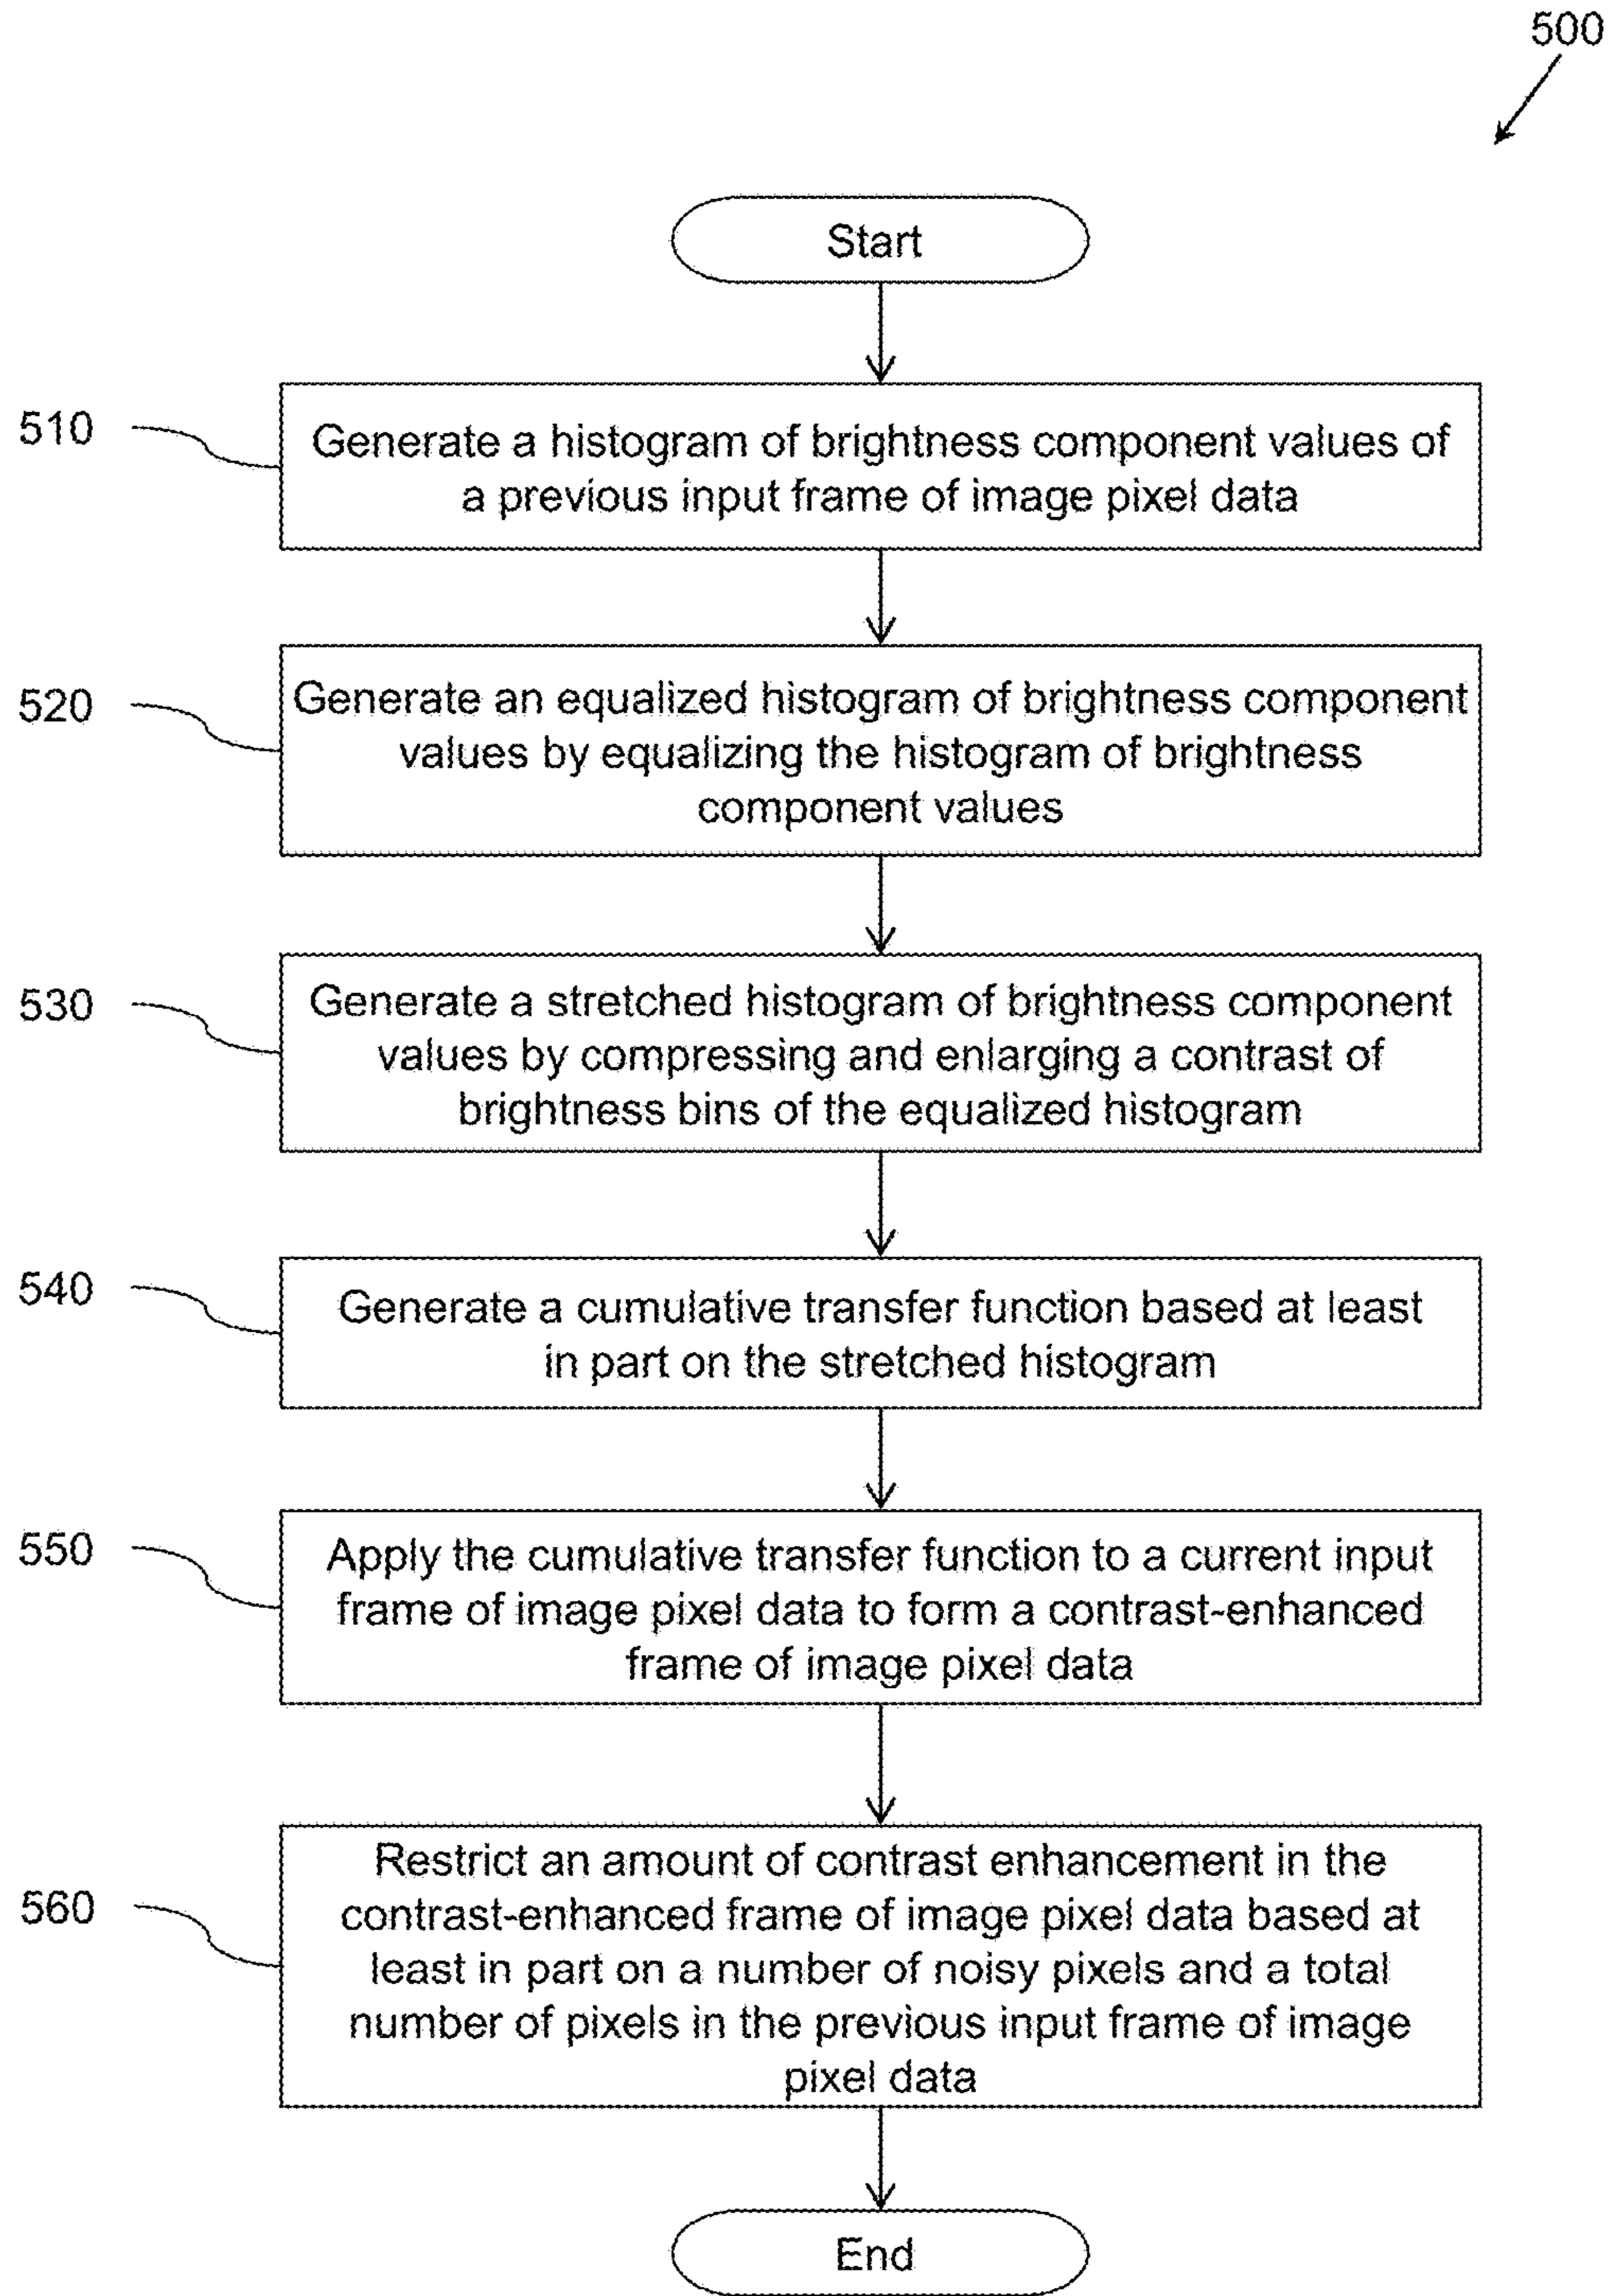 500
Start
510
Generate a histogram of brightness component values of
a previous input frame of image pixel data
520
Generate an equalized histogram of brightness component
values by equalizing the histogram of brightness
component values
530
Generate a stretched histogram of brightness component
values by compressing and enlarging a contrast of
brightness bins of the equalized histogram
540
Generate a cumulative transfer function based at least
in part on the stretched histogram
550
Apply the cumulative transfer function to a current input
frame of image pixel data to form a contrast-enhanced
frame of image pixel data
560
Restrict an amount of contrast enhancement in the
contrast-enhanced frame of image pixel data based at
least in part on a number of noisy pixels and a total
number of pixels in the previous input frame of image
pixel data
End